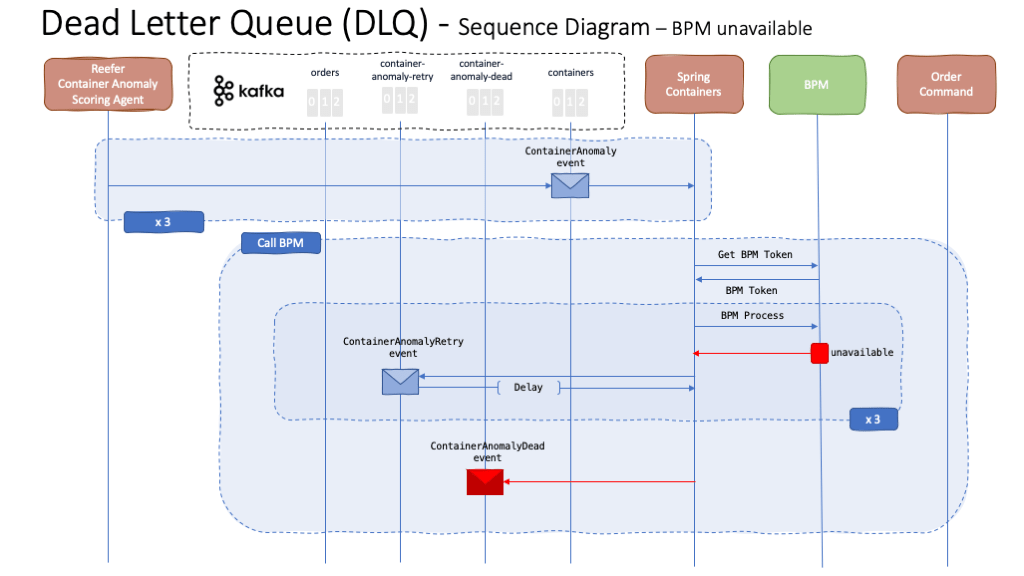 Dead Letter Queue (DLQ) - Sequence Diagram – BPM unavailable
Reefer
Container Anomaly
Scoring Agent
kafka
orders
container-
anomaly-retry
container-
anomaly-dead
containers
0 1 2
0 1 2
0 1 2
0 1 2
Spring
Containers
BPM
Order
Command
ContainerAnomaly
event
x 3
Call BPM
Get BPM Token
BPM Token
BPM Process
unavailable
ContainerAnomalyRetry
event
Delay
x 3
ContainerAnomalyDead
event